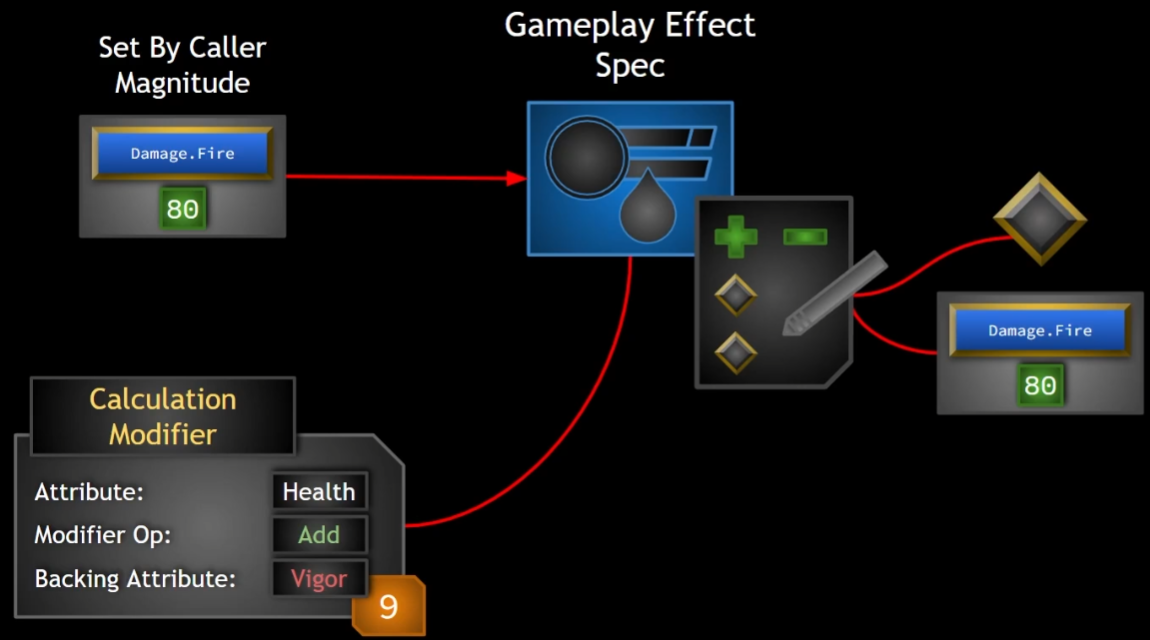 Set By Caller
Magnitude
Damage.Fire
80
Gameplay Effect
Spec
Damage.Fire
80
Calculation
Modifier
Attribute: Health
Modifier Op: Add
Backing Attribute: Vigor
9